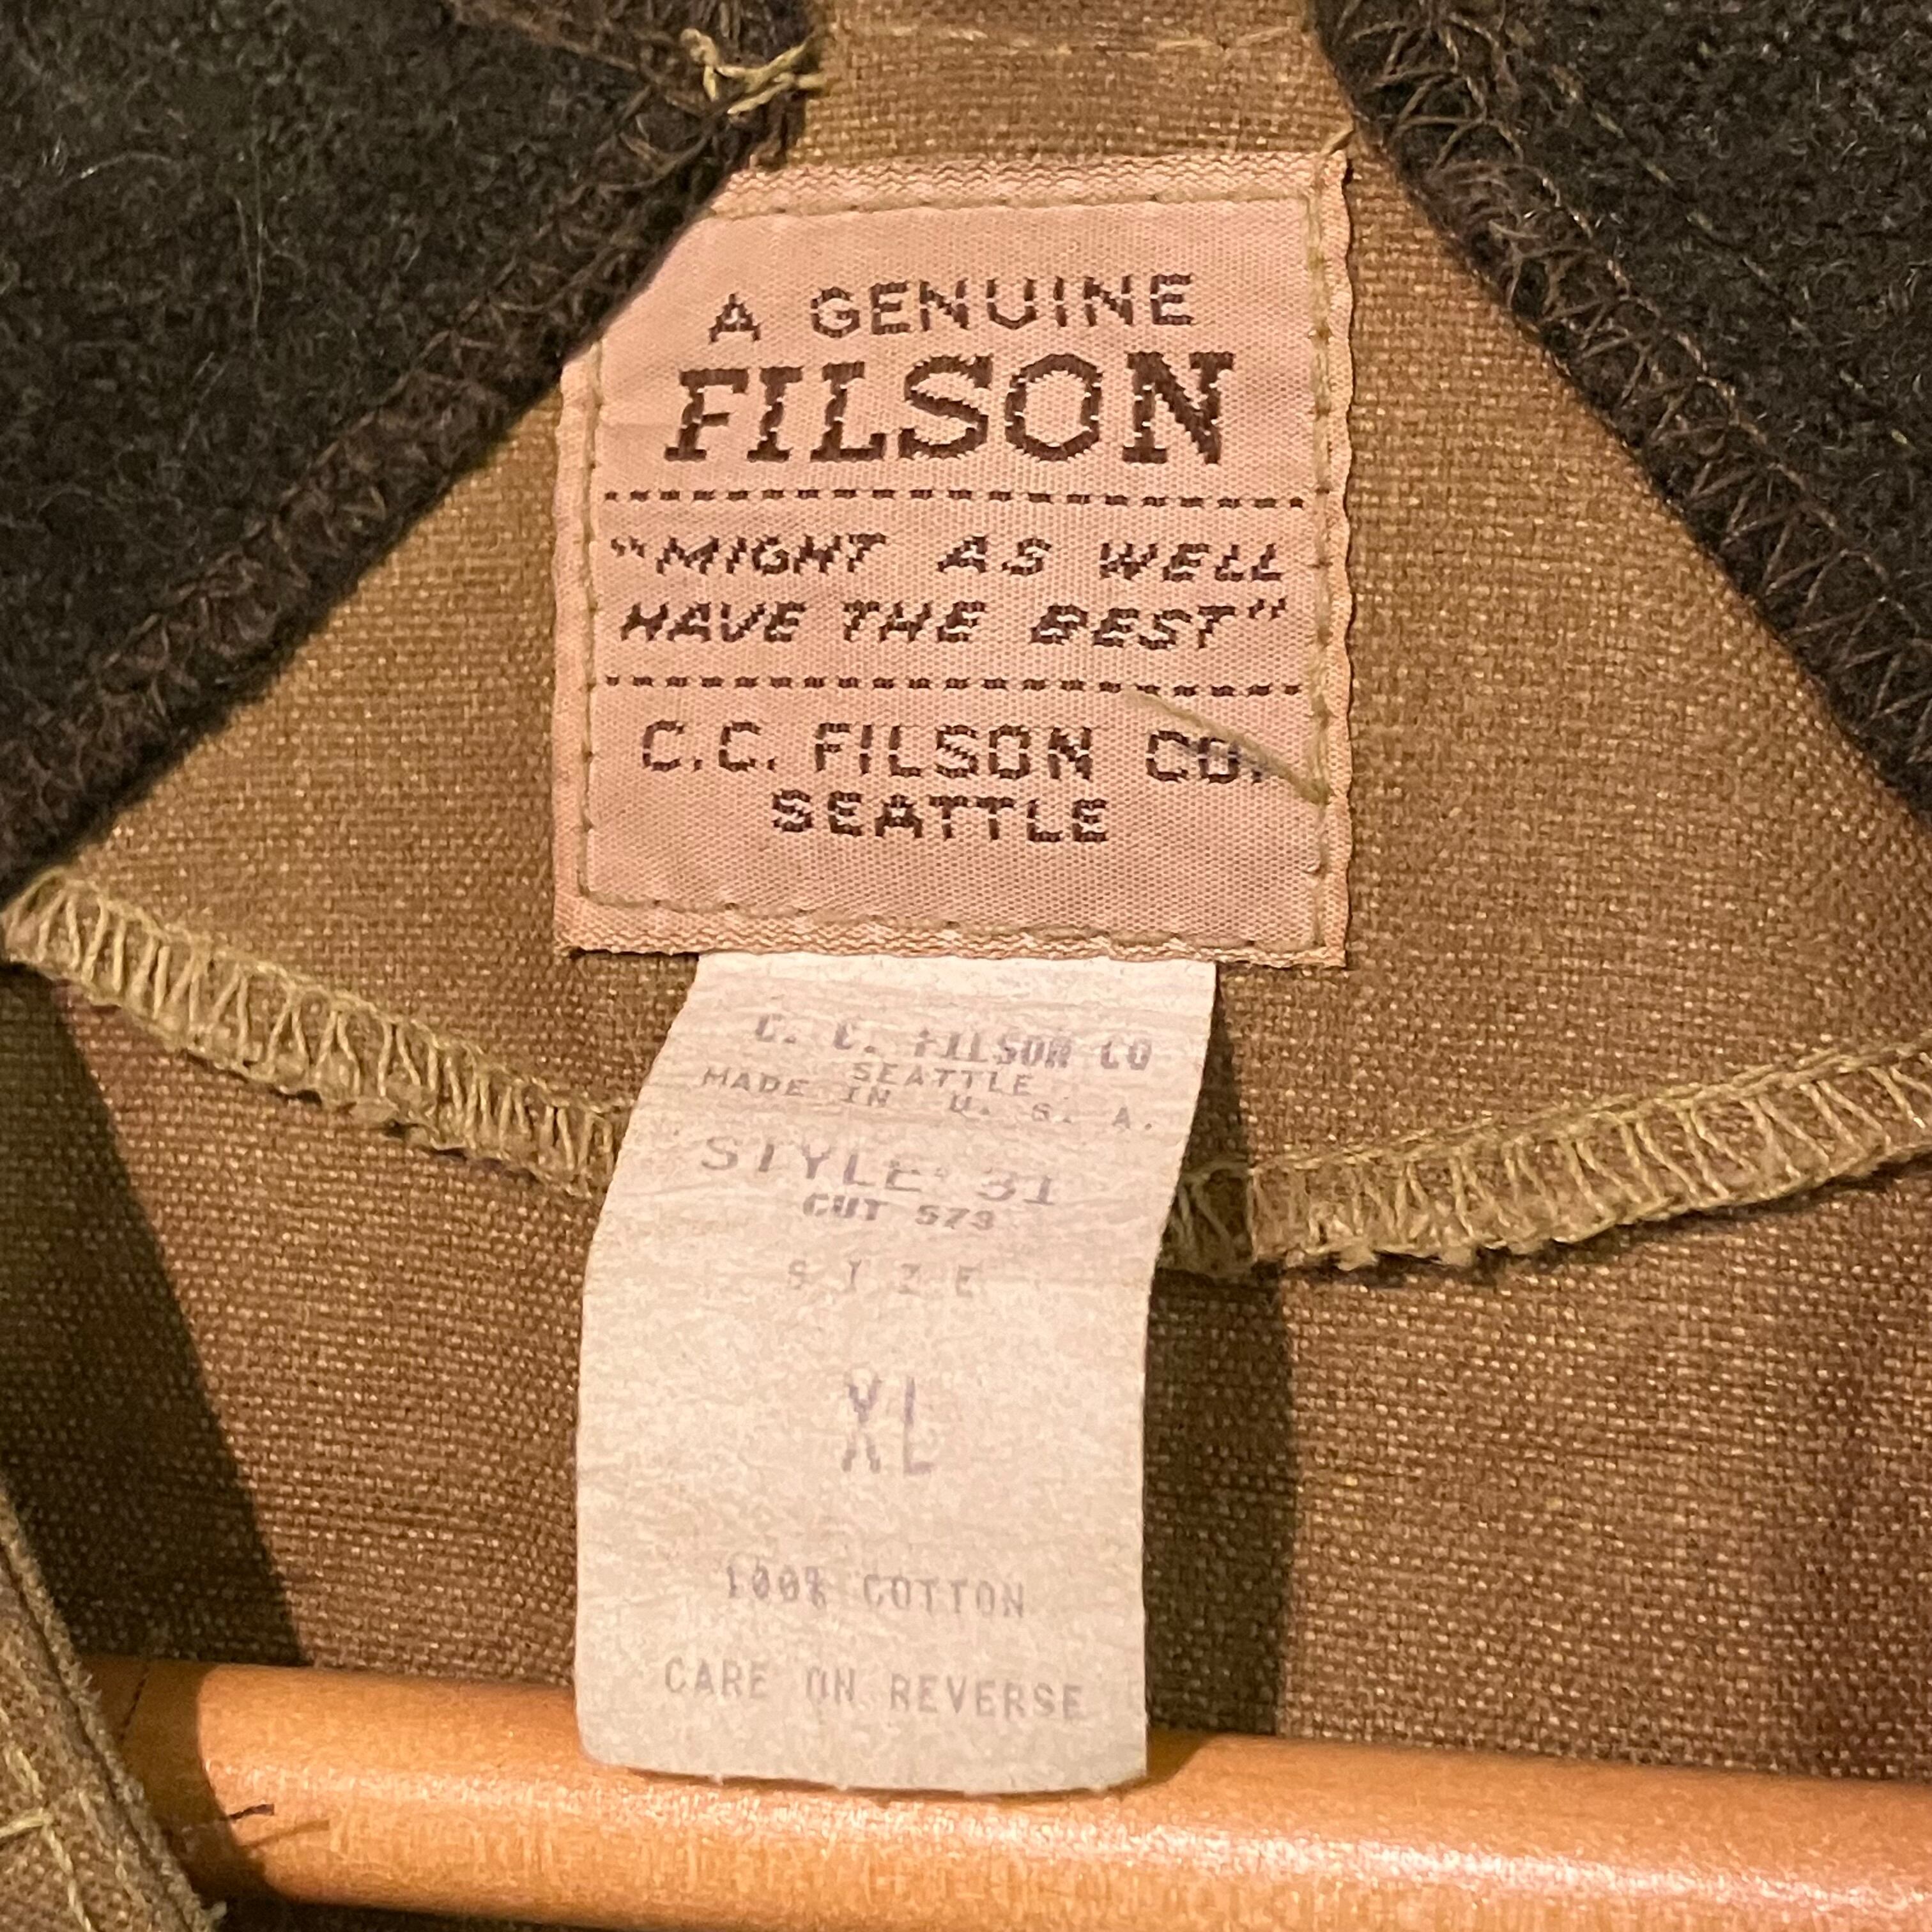 A GENUINE
FILSON
"MIGHT AS WELL
HAVE THE BEST"
C.C. FILSON CO.
SEATTLE
C. C. FILSON CO
SEATTLE
MADE IN U. S. A.
STYLE 31
CUT 573
SIZE
XL
100% COTTON
CARE ON REVERSE